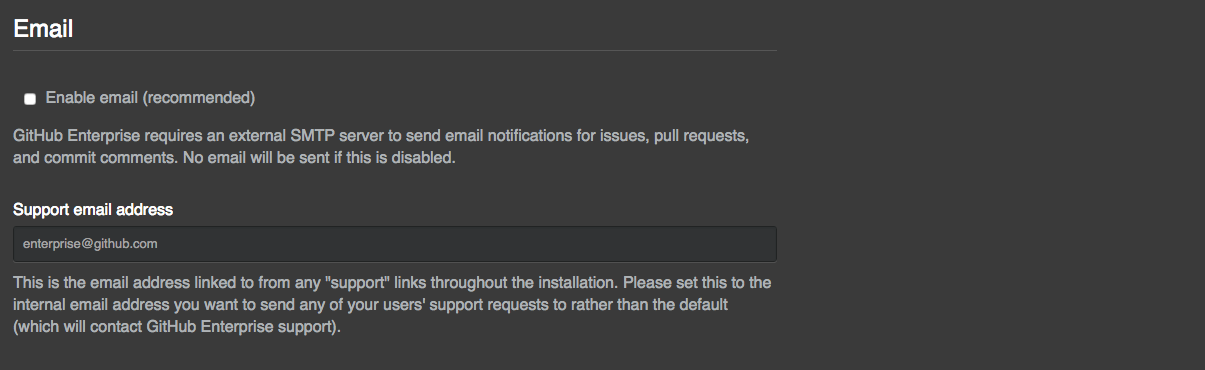 Email
Enable email (recommended)
GitHub Enterprise requires an external SMTP server to send email notifications for issues, pull requests,
and commit comments. No email will be sent if this is disabled.
Support email address
enterprise@github.com
This is the email address linked to from any "support" links throughout the installation. Please set this to the
internal email address you want to send any of your users' support requests to rather than the default
(which will contact GitHub Enterprise support).